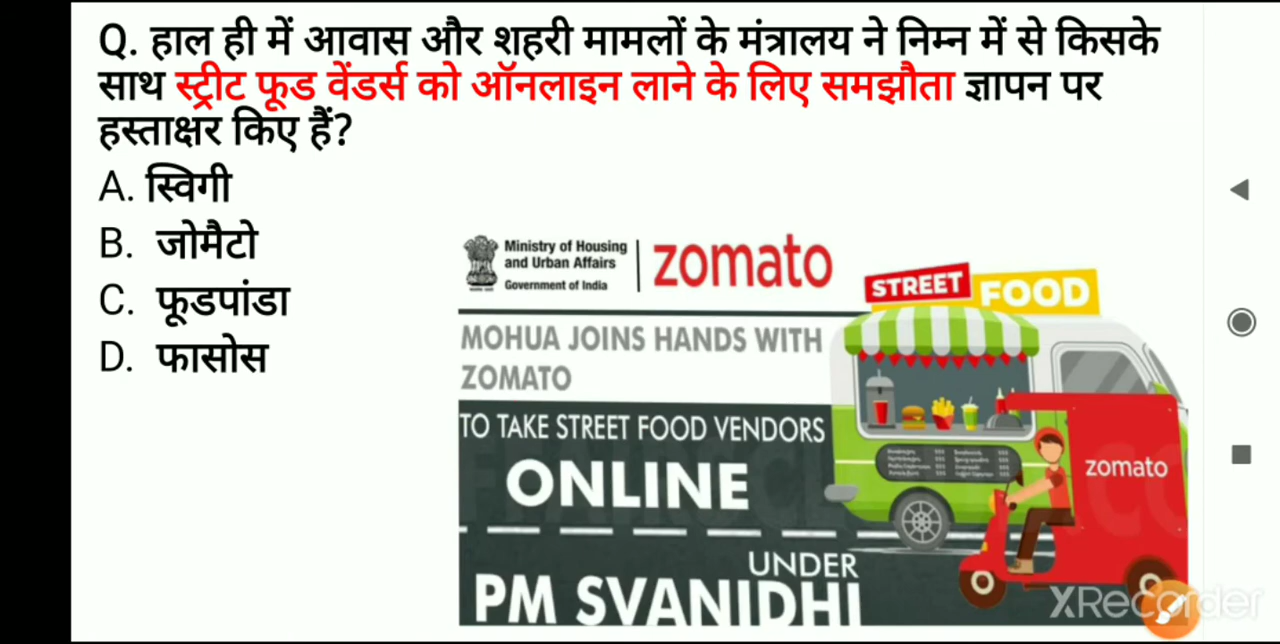 Q. हाल ही में आवास और शहरी मामलों के मंत्रालय ने निम्न में से किसके
साथ स्ट्रीट फूड वेंडर्स को ऑनलाइन लाने के लिए समझौता ज्ञापन पर
हस्ताक्षर किए हैं?
A. स्विगी
B. जोमैटो
C. फूडपांडा
D. फासोस
Ministry of Housing
and Urban Affairs
Government of India
zomato
STREET FOOD
MOHUA JOINS HANDS WITH
ZOMATO
TO TAKE STREET FOOD VENDORS
ONLINE
zomato
UNDER
PM SVANIDHI
XRecorder